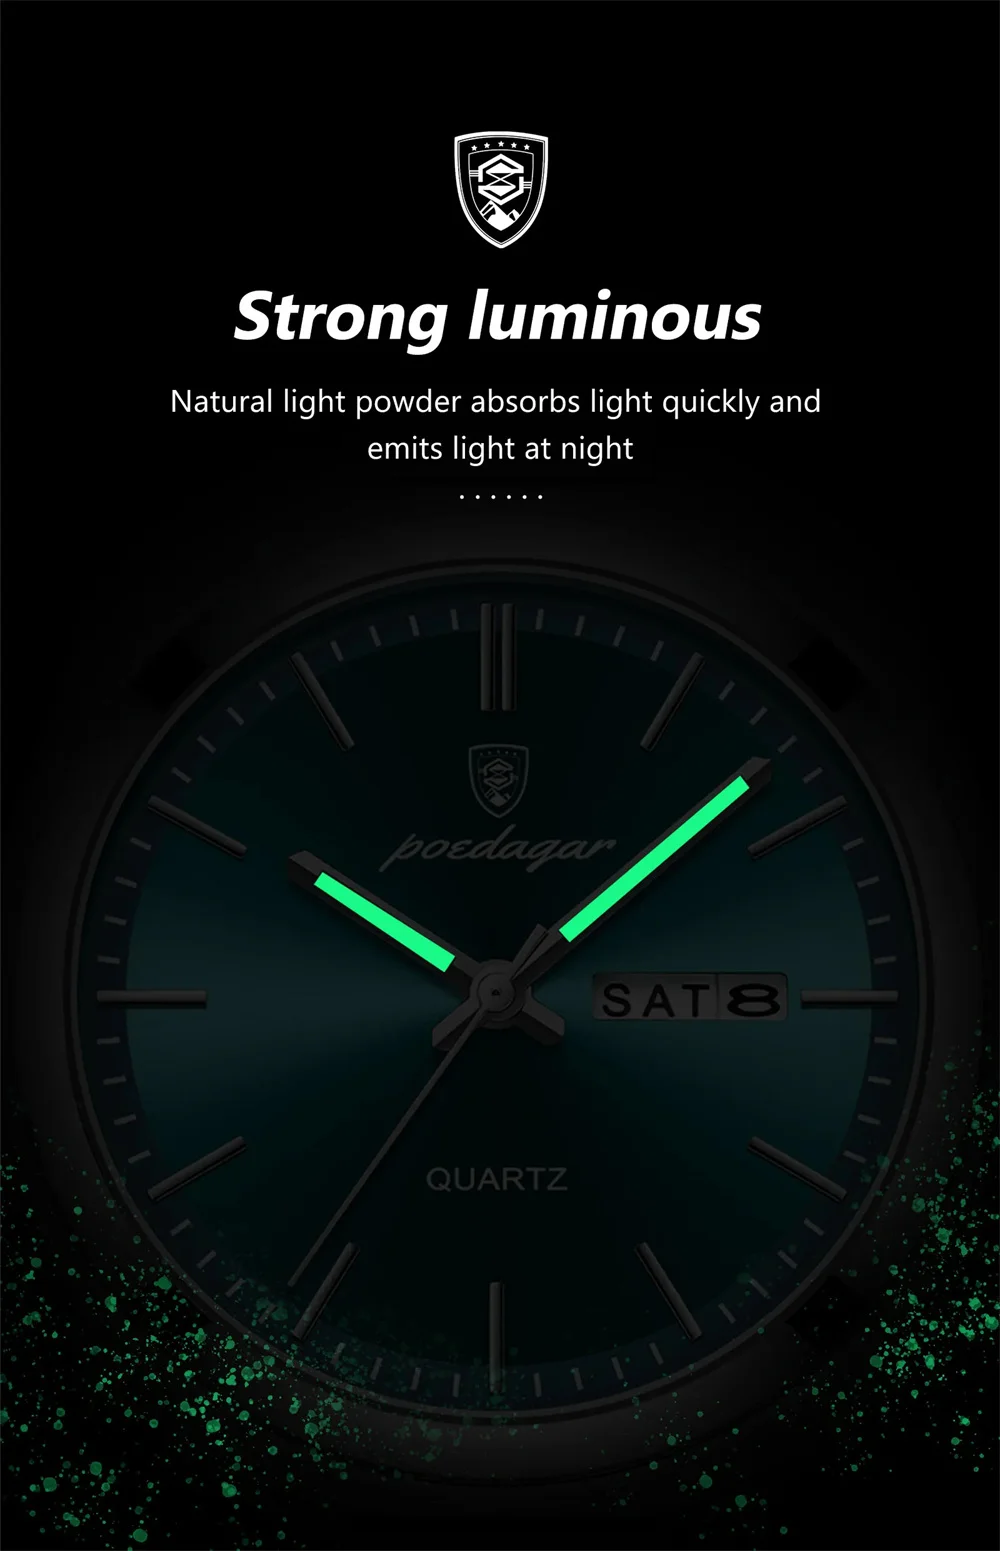 Strong luminous
Natural light powder absorbs light quickly and
emits light at night
......
poedagar
SAT 8
QUARTZ